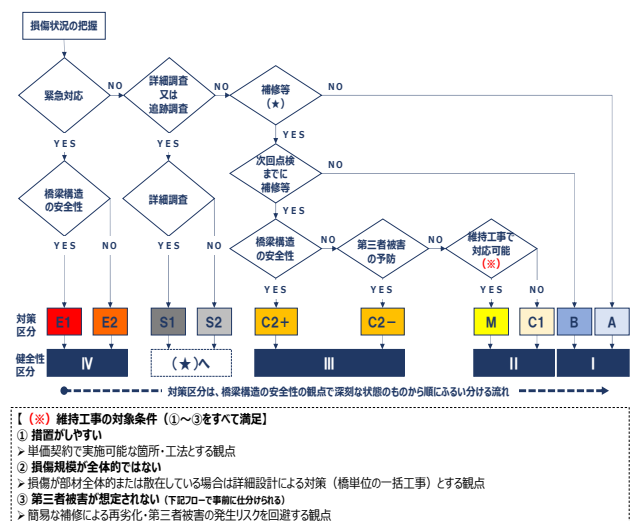 損傷状況の把握
緊急対応
NO
詳細調査
又は
追跡調査
NO
補修等
(★)
NO
YES
YES
YES
橋梁構造
の安全性
詳細調査
次回点検
までに
補修等
NO
YES
YES
NO
YES
NO
橋梁構造
の安全性
NO
第三者被害
の予防
NO
維持工事で
対応可能
(※)
YES
YES
YES
NO
対策
区分
E1
E2
S1
S2
C2+
C2−
M
C1
B
A
健全性
区分
Ⅳ
(★)へ
Ⅲ
Ⅱ
Ⅰ
対策区分は、橋梁構造の安全性の観点で深刻な状態のものから順にふるい分ける流れ
【(※)維持工事の対象条件(①~③をすべて満足】
① 措置がしやすい
➢ 単価契約で実施可能な箇所・工法とする観点
② 損傷規模が全体的ではない
➢ 損傷が部材全体的または散在している場合は詳細設計による対策(橋単位の一括工事)とする観点
③ 第三者被害が想定されない(下記フローで事前に仕分けられる)
➢ 簡易な補修による再劣化・第三者被害の発生リスクを回避する観点